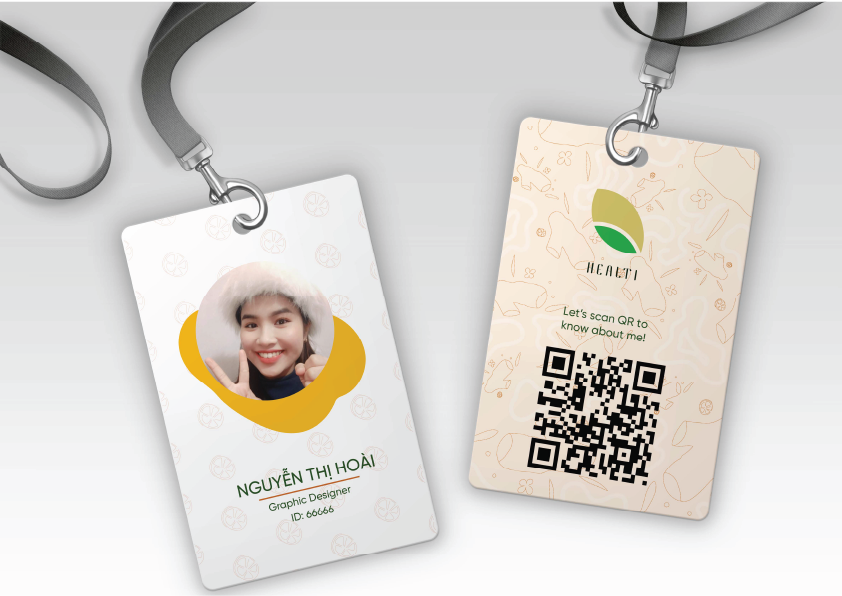 NGUYỄN THỊ HOÀI
Graphic Designer
ID: 66666
HEALTI
Let's scan QR to
know about me!